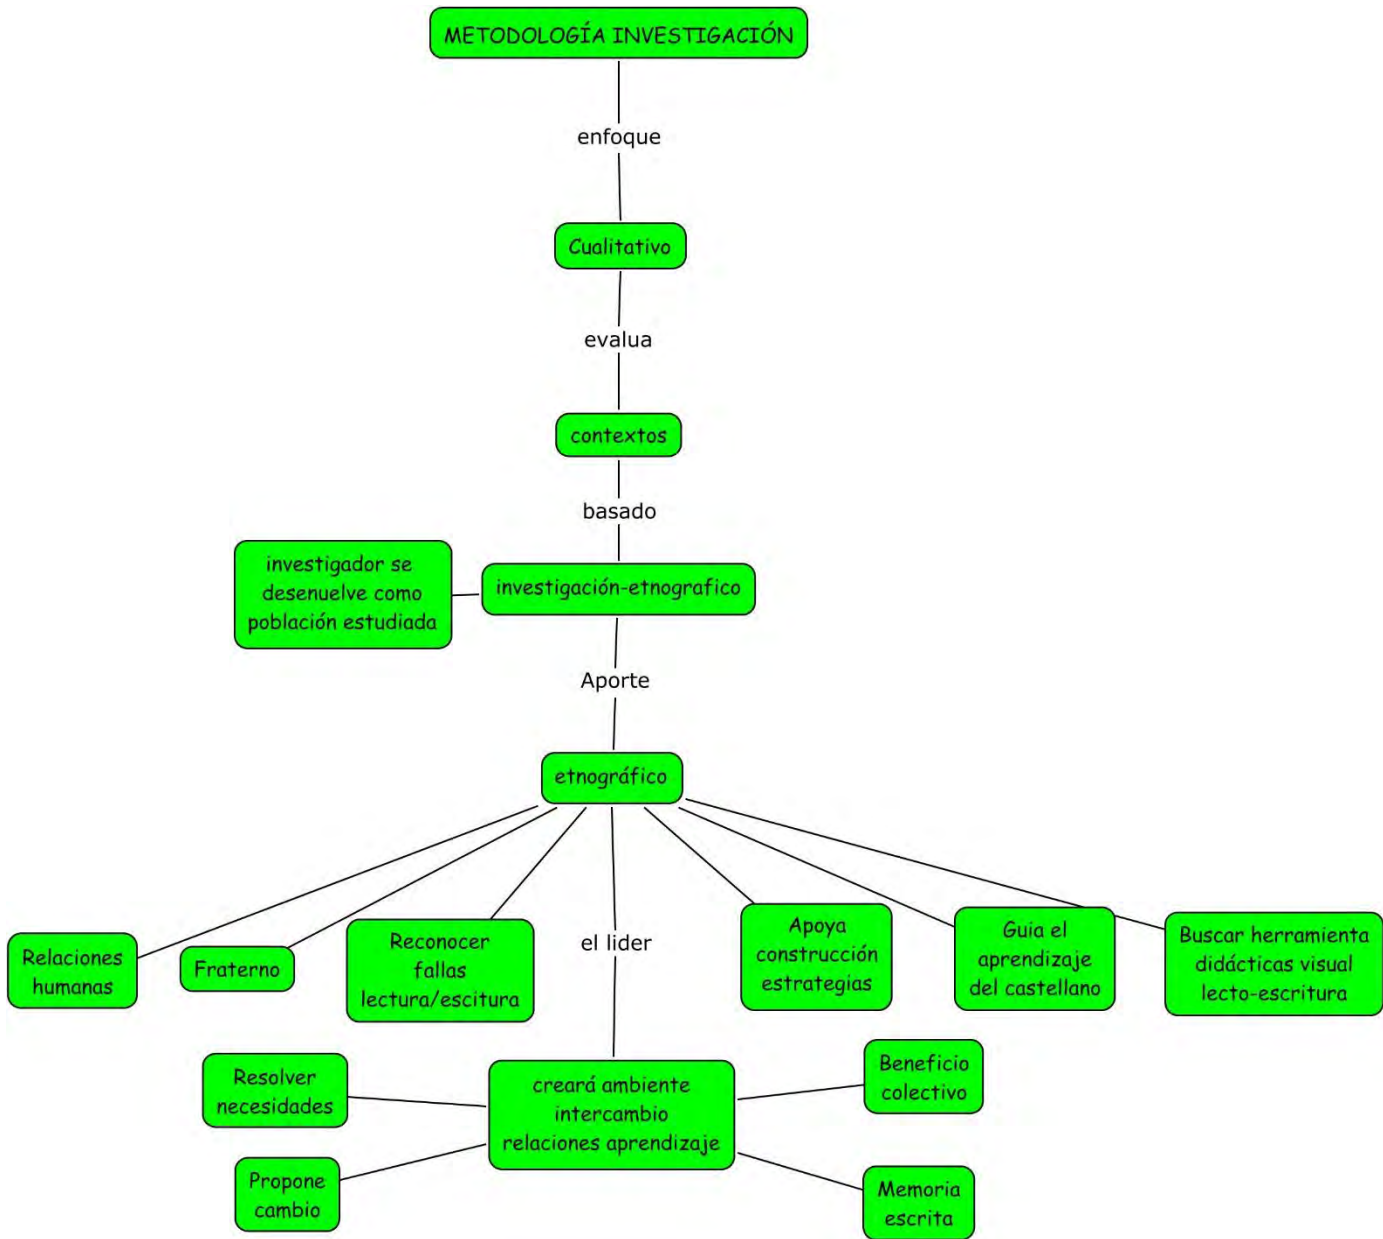 METODOLOGÍA INVESTIGACIÓN
enfoque
Cualitativo
evalua
contextos
basado
investigador se
desenuelve como
población estudiada
investigación-etnografico
Aporte
etnográfico
Relaciones
humanas
Fraterno
Reconocer
fallas
lectura/escitura
el lider
Apoya
construcción
estrategias
Guia el
aprendizaje
del castellano
Buscar herramienta
didácticas visual
lecto-escritura
Resolver
necesidades
Propone
cambio
creará ambiente
intercambio
relaciones aprendizaje
Beneficio
colectivo
Memoria
escrita